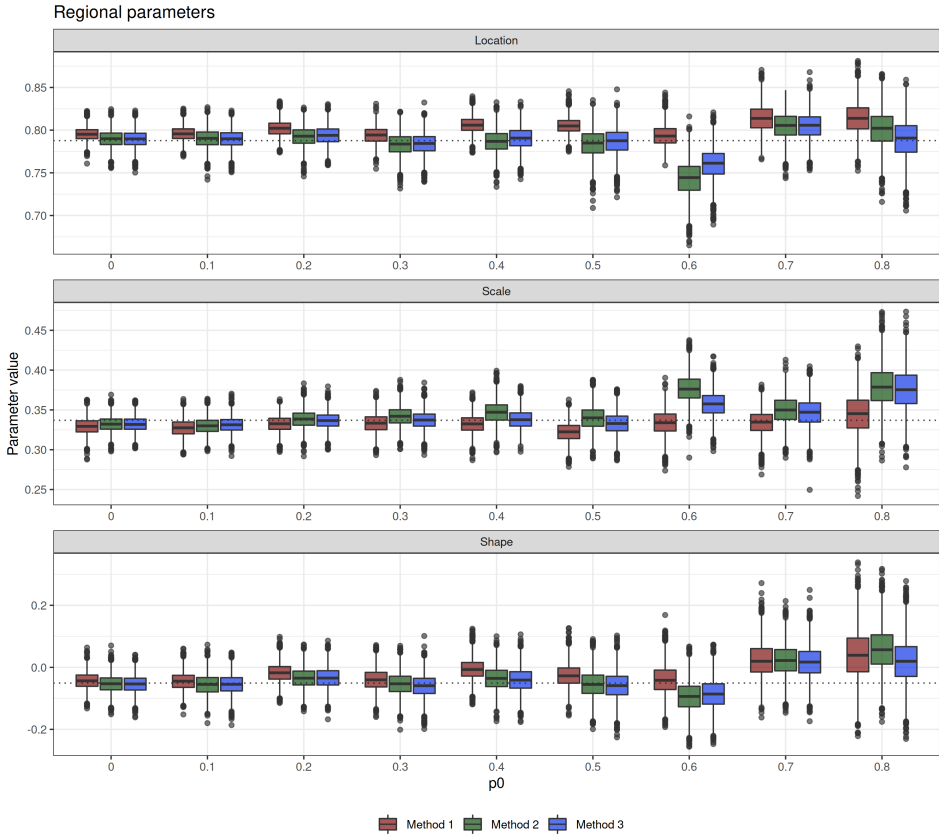 Regional parameters
Location
0.85
0.80
0.75
0.70
0 0.1 0.2 0.3 0.4 0.5 0.6 0.7 0.8
Scale
0.45
0.40
0.35
0.30
0.25
0 0.1 0.2 0.3 0.4 0.5 0.6 0.7 0.8
Parameter value
Shape
0.2
0.0
-0.2
0 0.1 0.2 0.3 0.4 0.5 0.6 0.7 0.8
p0
Method 1 Method 2 Method 3